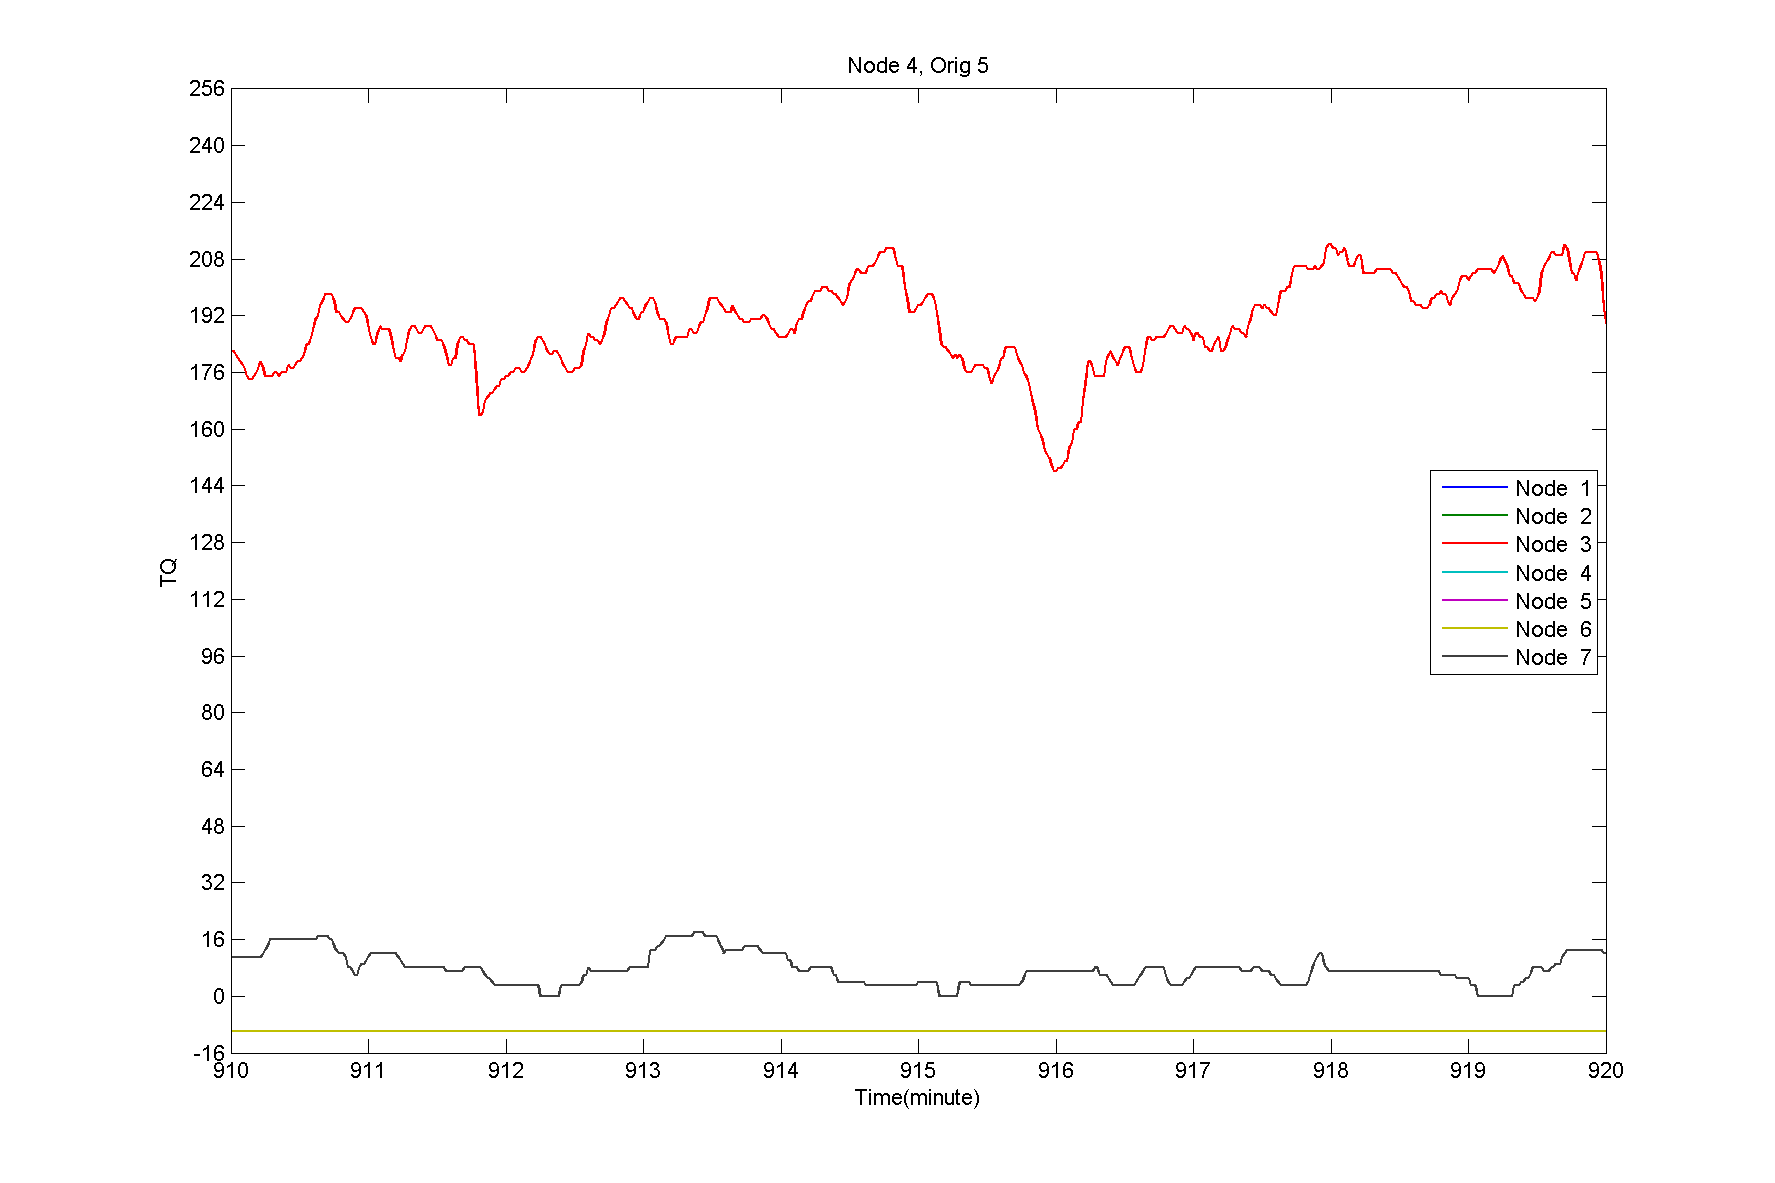 Node 4, Orig 5
256
240
224
208
192
176
160
144
128
112
96
80
64
48
32
16
0
-16
TQ
Node 1
Node 2
Node 3
Node 4
Node 5
Node 6
Node 7
910 911 912 913 914 915 916 917 918 919 920
Time(minute)